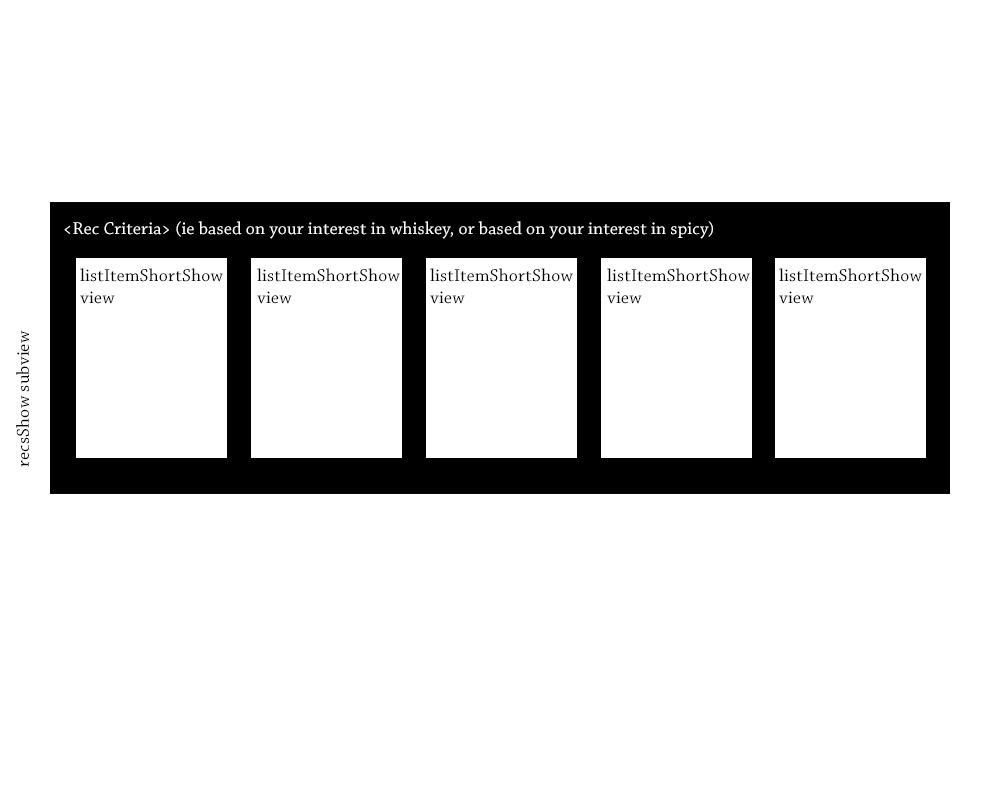 <Rec Criteria> (ie based on your interest in whiskey, or based on your interest in spicy)
listItemShortShow
view
listItemShortShow
view
listItemShortShow
view
listItemShortShow
view
listItemShortShow
view
recsShow subview